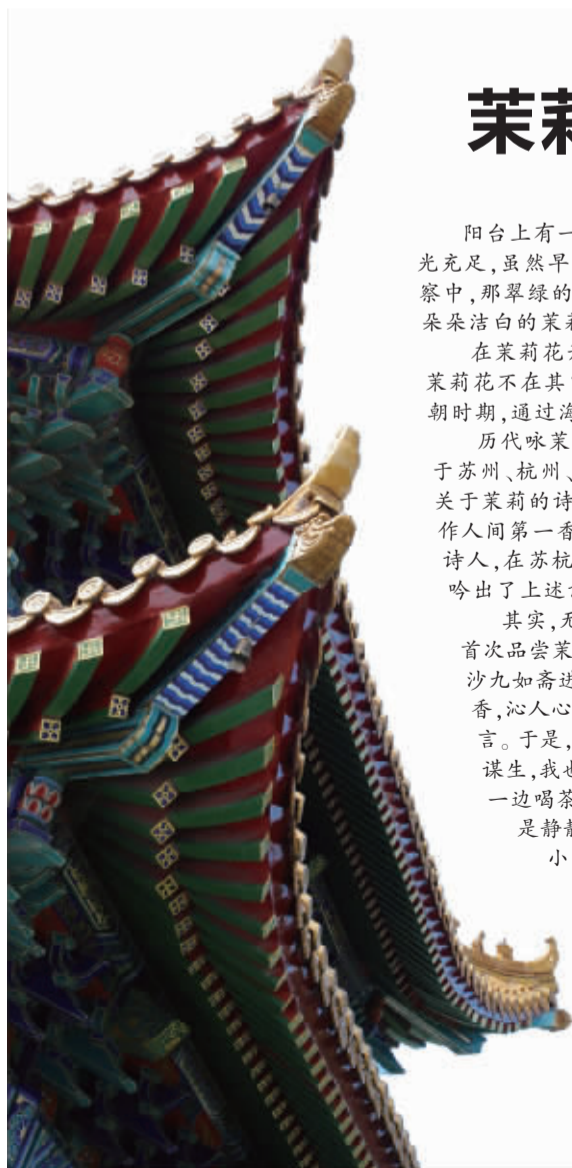 茉莉
阳台上有一
光充足,虽然早
察中,那翠绿的
朵朵洁白的茉莉
在茉莉花
茉莉花不在其
朝时期,通过海
历代咏茉
于苏州、杭州、
关于茉莉的诗
作人间第一香
诗人,在苏杭
吟出了上述
其实,无
首次品尝茉
沙九如斋
香,沁人心
言。于是,
谋生,我也
一边喝茶
是静静
小